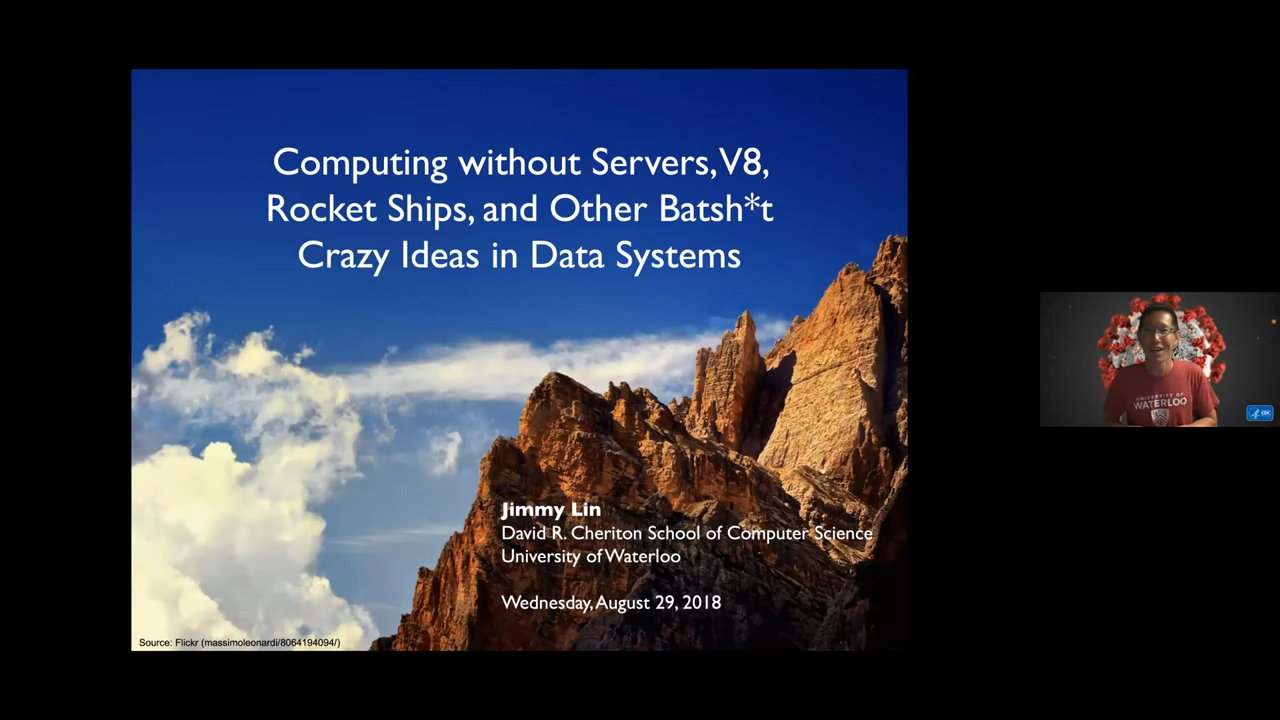 Computing without Servers, V8,
Rocket Ships, and Other Batsh*t
Crazy Ideas in Data Systems
Jimmy Lin
David R. Cheriton School of Computer Science
University of Waterloo
Wednesday, August 29, 2018
Source: Flickr (massimoleonardi/8064194094/)
UNIVERSITY OF
WATERLOO
CDC